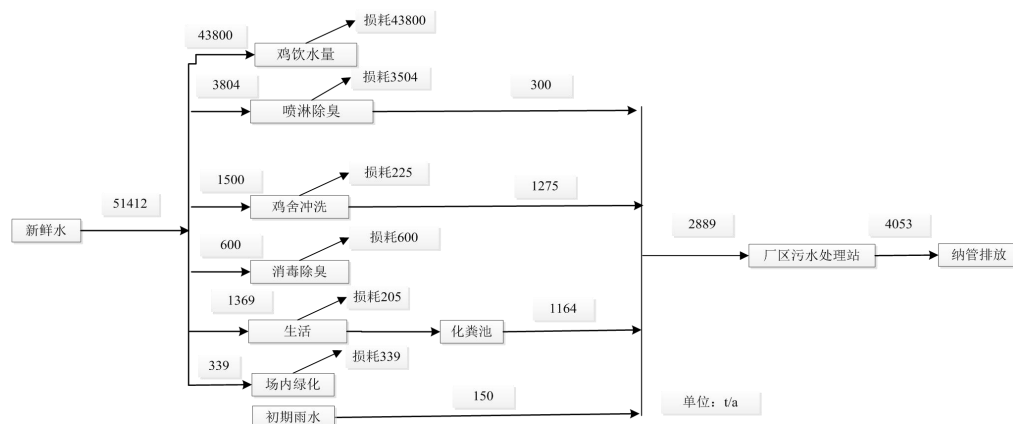 损耗43800
43800
鸡饮水量
损耗3504
3804
300
喷淋除臭
损耗225
1500
1275
鸡舍冲洗
51412
新鲜水
损耗600
600
消毒除臭
2889
4053
厂区污水处理站
纳管排放
损耗205
1369
1164
生活
化粪池
损耗339
339
场内绿化
150
初期雨水
单位：t/a